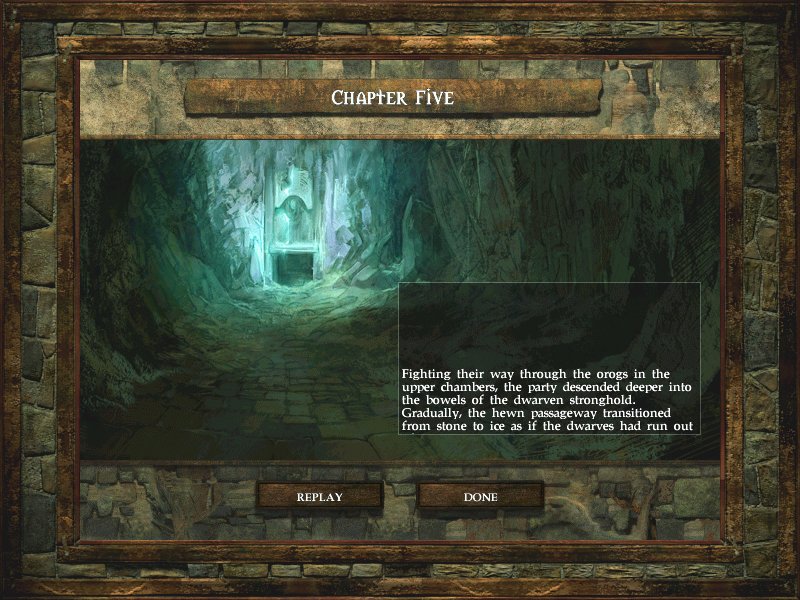 Chapter Five
Fighting their way through the orogs in the
upper chambers, the party descended deeper into
the bowels of the dwarven stronghold.
Gradually, the hewn passageway transitioned
from stone to ice as if the dwarves had run out
REPLAY
DONE